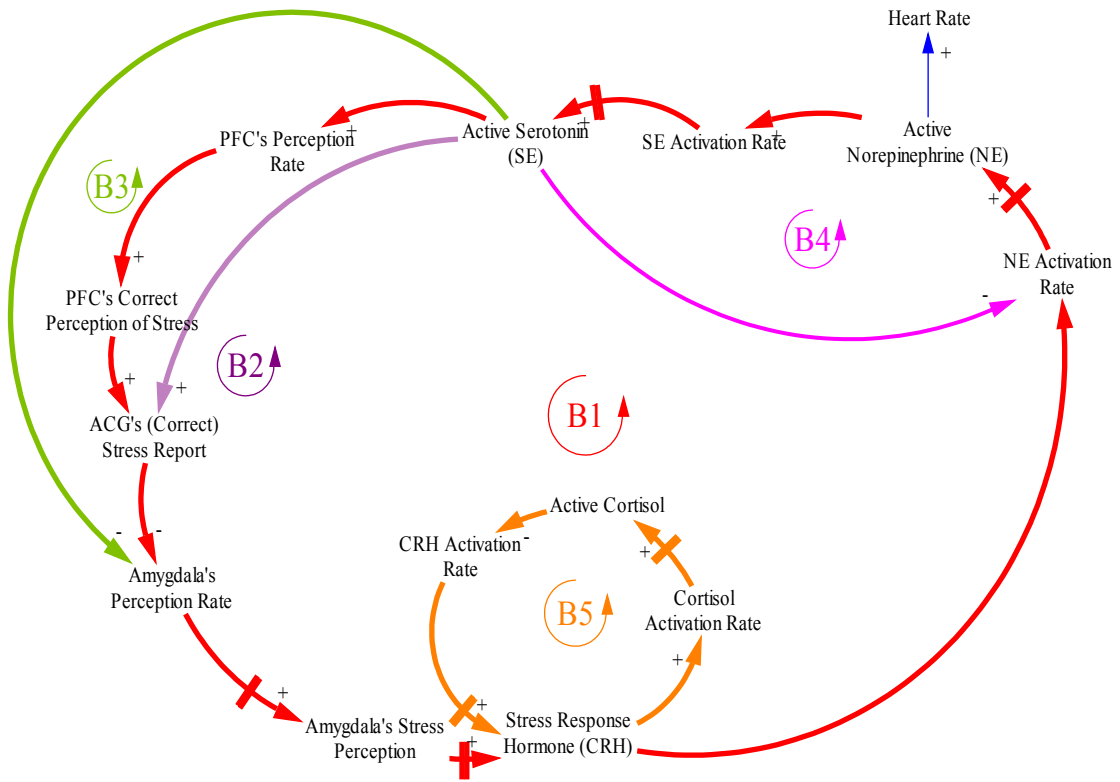 Heart Rate
+
Active Serotonin
(SE)
+
SE Activation Rate
+
Active
Norepinephrine (NE)
+
PFC's Perception
Rate
+
B3
B4
NE Activation
Rate
-
+
PFC's Correct
Perception of Stress
+
B2
+
ACG's (Correct)
Stress Report
B1
-
-
Amygdala's
Perception Rate
Active Cortisol
-
CRH Activation
Rate
+
B5
Cortisol
Activation Rate
+
+
Amygdala's Stress
Perception
+
+
Stress Response
Hormone (CRH)